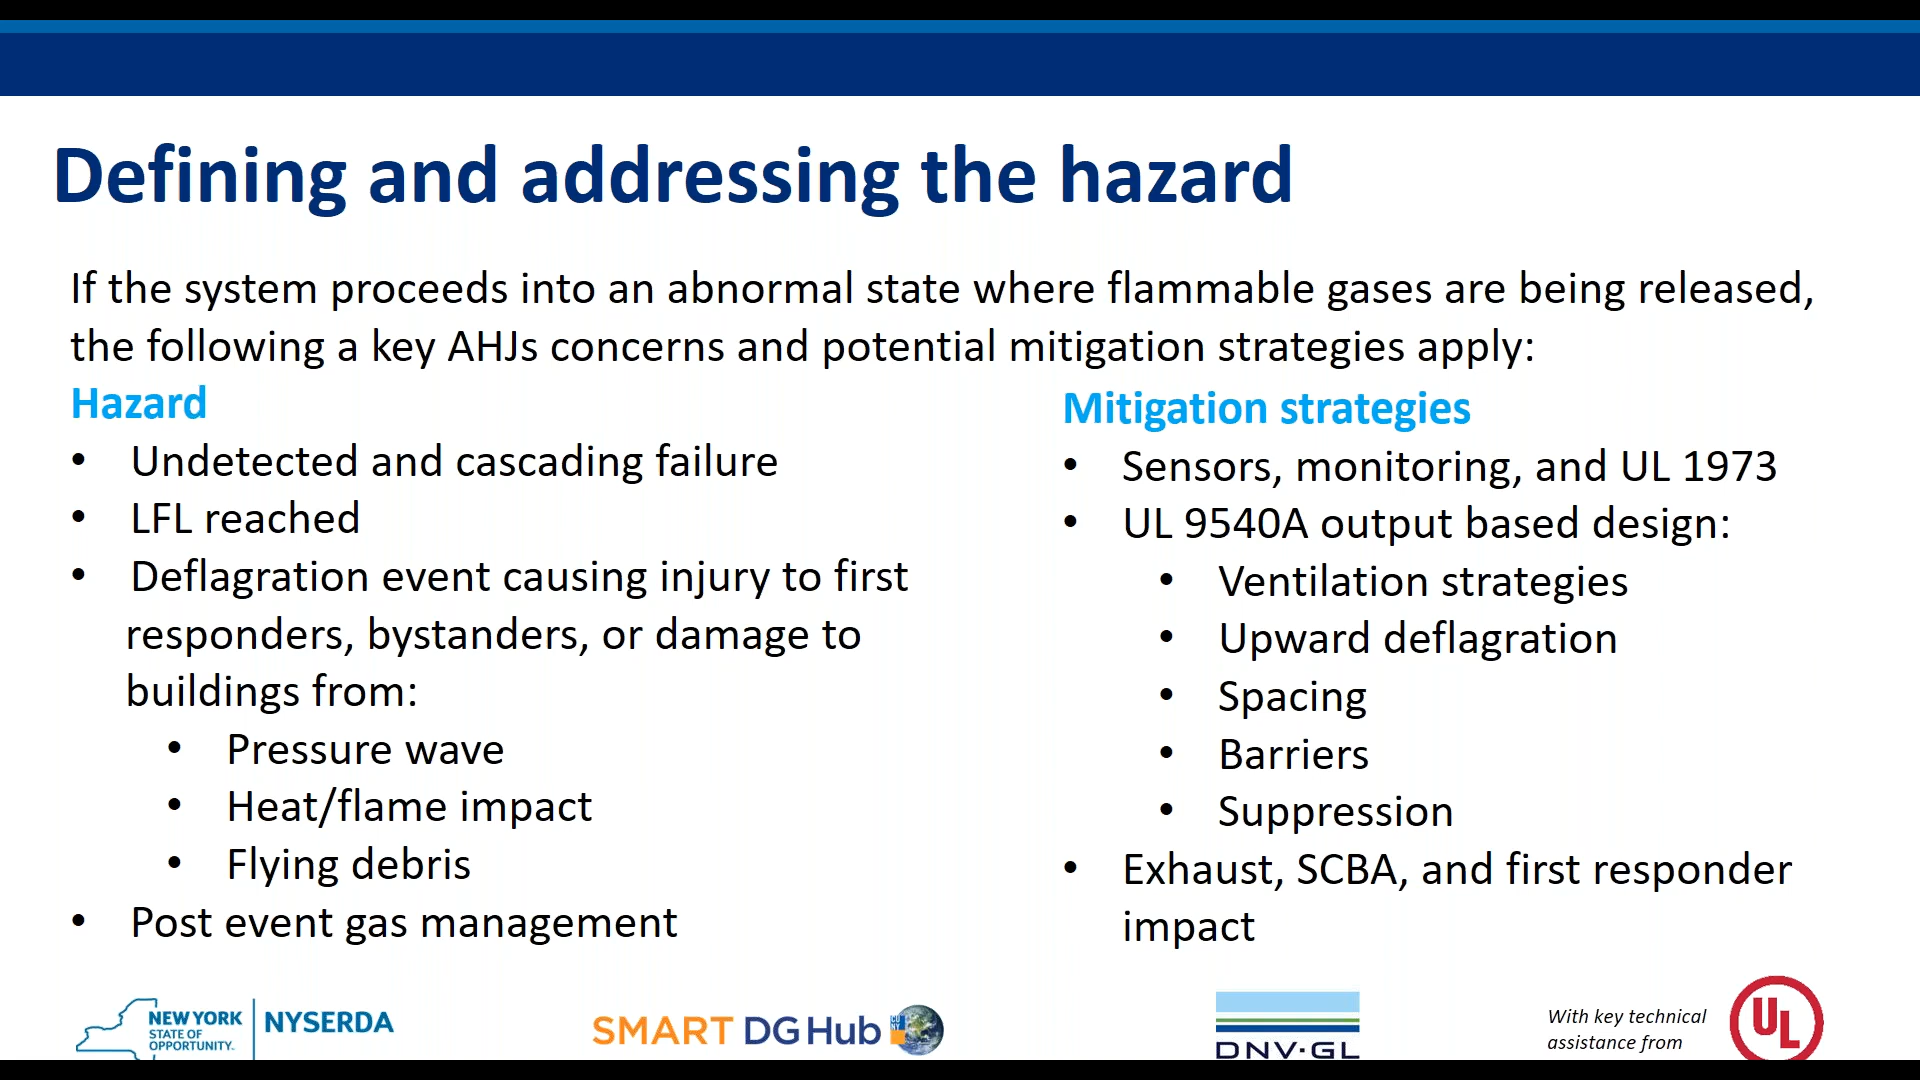 Defining and addressing the hazard
If the system proceeds into an abnormal state where flammable gases are being released,
the following a key AHJs concerns and potential mitigation strategies apply:
Hazard
• Undetected and cascading failure
• LFL reached
• Deflagration event causing injury to first
responders, bystanders, or damage to
buildings from:
• Pressure wave
• Heat/flame impact
• Flying debris
• Post event gas management
Mitigation strategies
• Sensors, monitoring, and UL 1973
• UL 9540A output based design:
• Ventilation strategies
• Upward deflagration
• Spacing
• Barriers
• Suppression
• Exhaust, SCBA, and first responder
impact
NEW YORK
STATE OF
OPPORTUNITY.
NYSERDA
SMART DG Hub
CU
NY
DNV·GL
With key technical
assistance from
UL